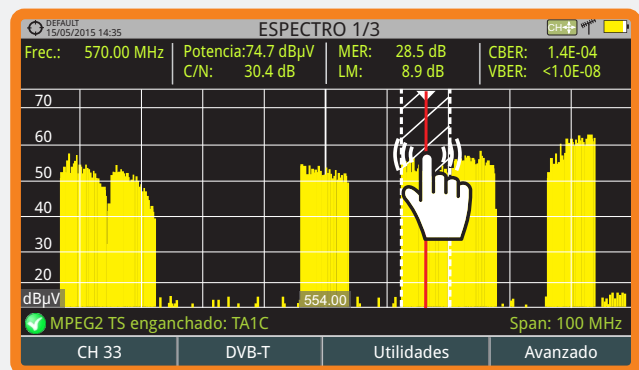 DEFAULT
15/05/2015 14:35
ESPECTRO 1/3
CH
Frec.: 570.00 MHz
Potencia:74.7 dBµV
MER: 28.5 dB
CBER: 1.4E-04
C/N: 30.4 dB
LM: 8.9 dB
VBER: <1.0E-08
70
60
50
40
30
20
dBµV
554.00
MPEG2 TS enganchado: TA1C
Span: 100 MHz
CH 33
DVB-T
Utilidades
Avanzado